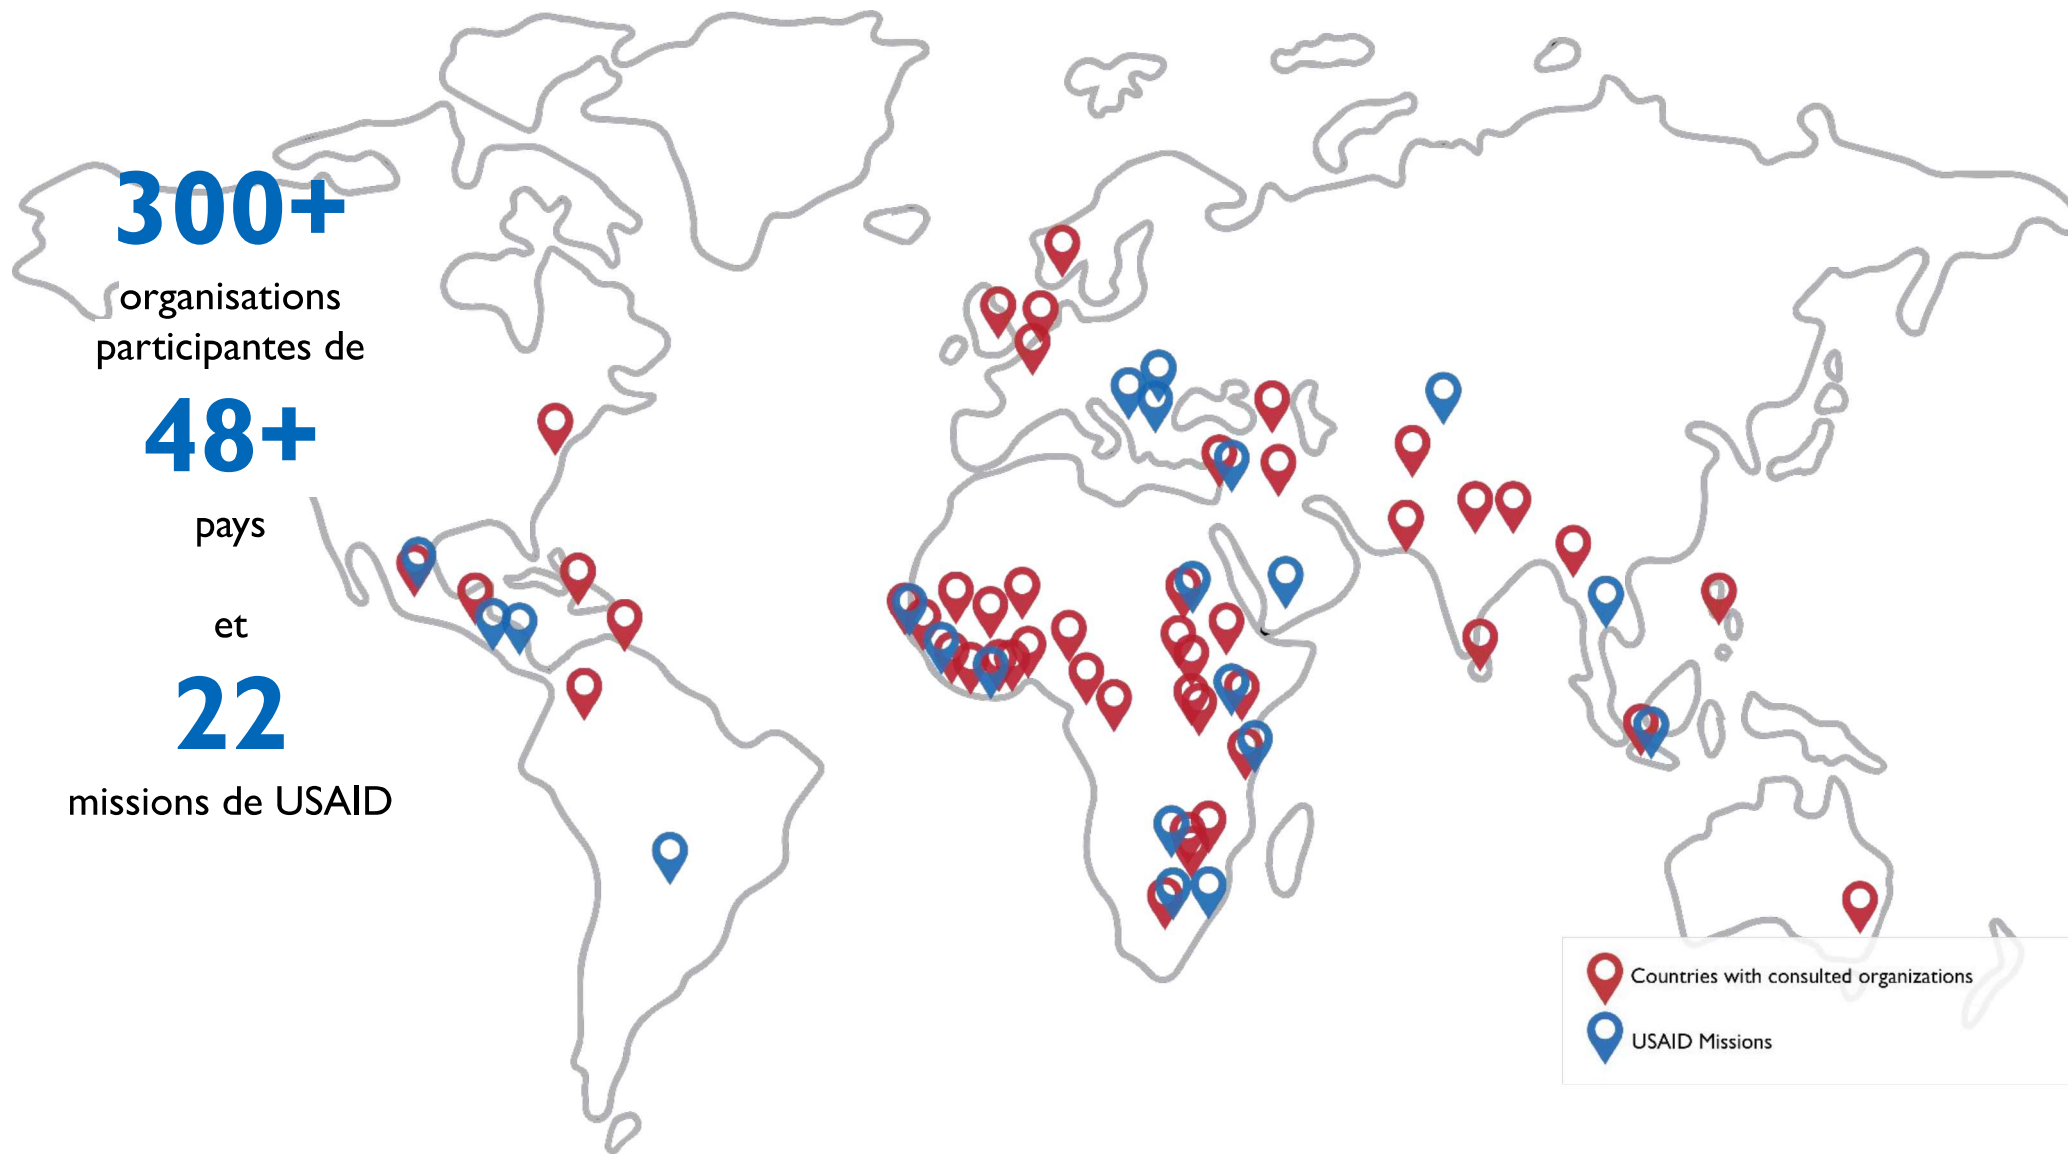 300+
organisations
participantes de
48+
pays
et
22
missions de USAID
Countries with consulted organizations
USAID Missions